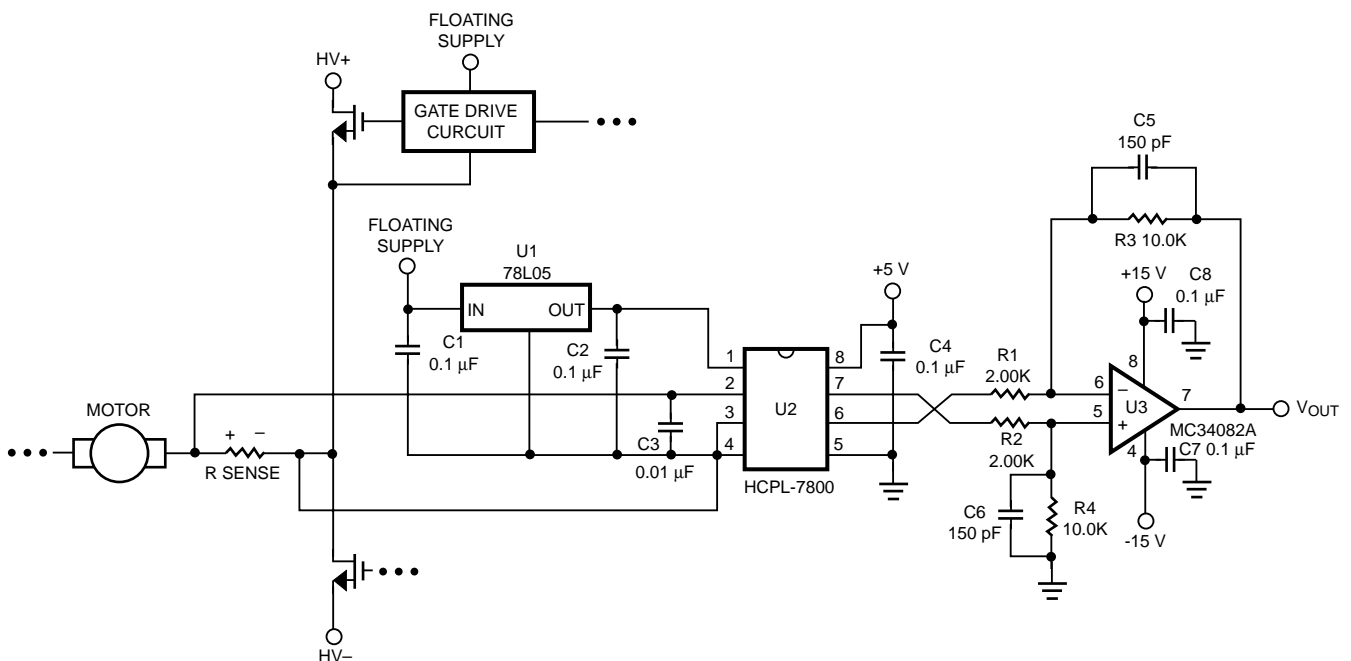 FLOATING
SUPPLY
HV+
GATE DRIVE
CURCUIT
C5
150 pF
R3 10.0K
FLOATING
SUPPLY
U1
78L05
IN
OUT
C1
0.1 µF
C2
0.1 µF
+5 V
C4
0.1 µF
+15 V
C8
0.1 µF
R1
2.00K
1
2
3
4
U2
8
7
6
5
HCPL-7800
C3
0.01 µF
MOTOR
+
–
R SENSE
R2
2.00K
8
6
–
5
+
U3
7
4
MC34082A
C7 0.1 µF
VOUT
C6
150 pF
R4
10.0K
-15 V
HV–